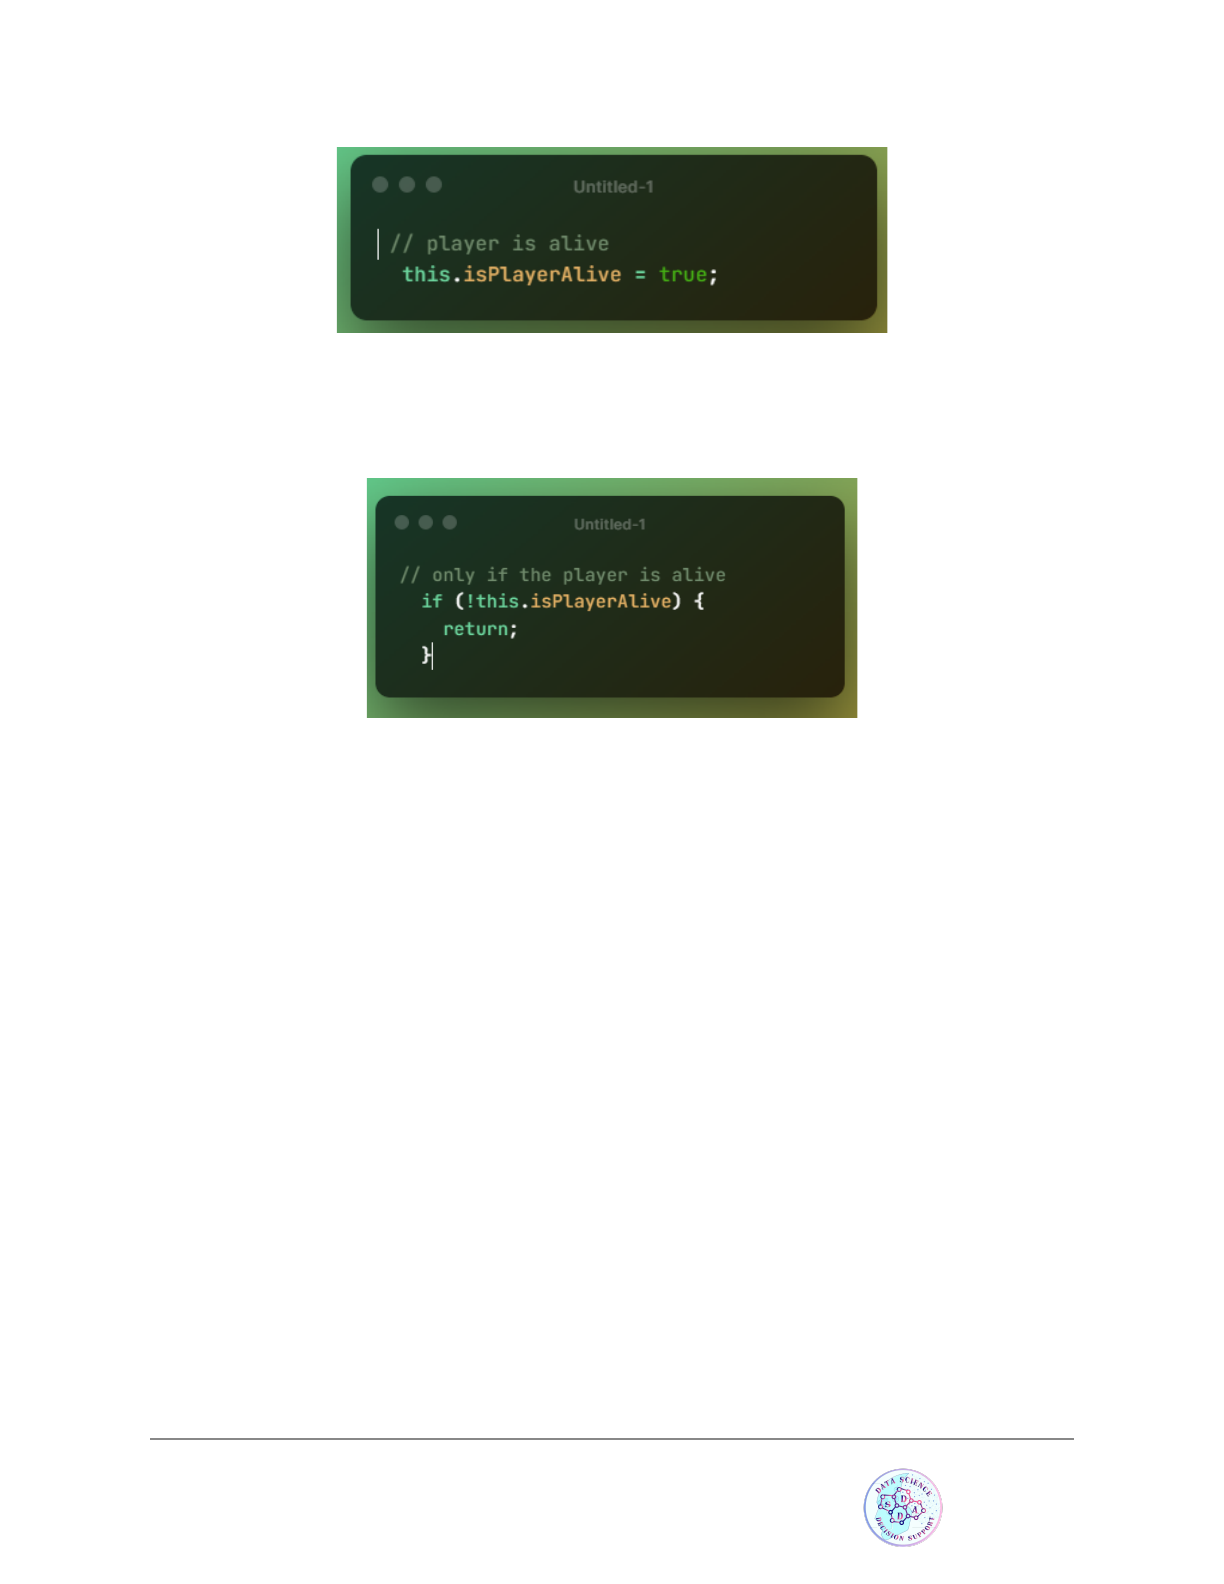 Untitled-1
// player is alive
this.isPlayerAlive = true;
Untitled-1
// only if the player is alive
if (!this.isPlayerAlive) {
return;
}
DATA SCIENCE
S D D A
DECISION SUPPORT